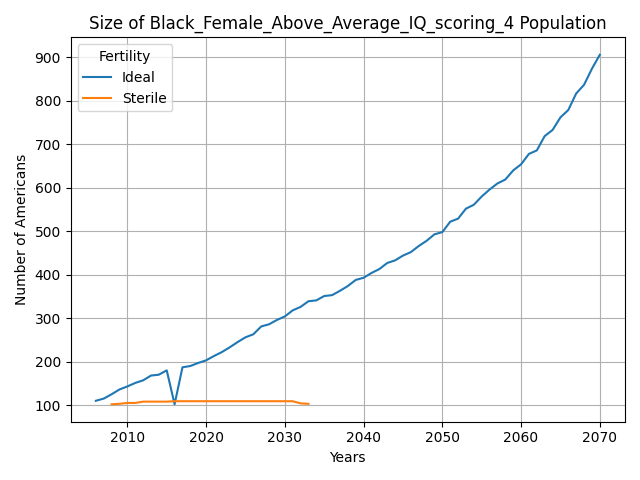 Size of Black_Female_Above_Average_IQ_scoring_4 Population
Fertility
Ideal
Sterile
900
800
700
600
500
400
300
200
100
Number of Americans
2010 2020 2030 2040 2050 2060 2070
Years